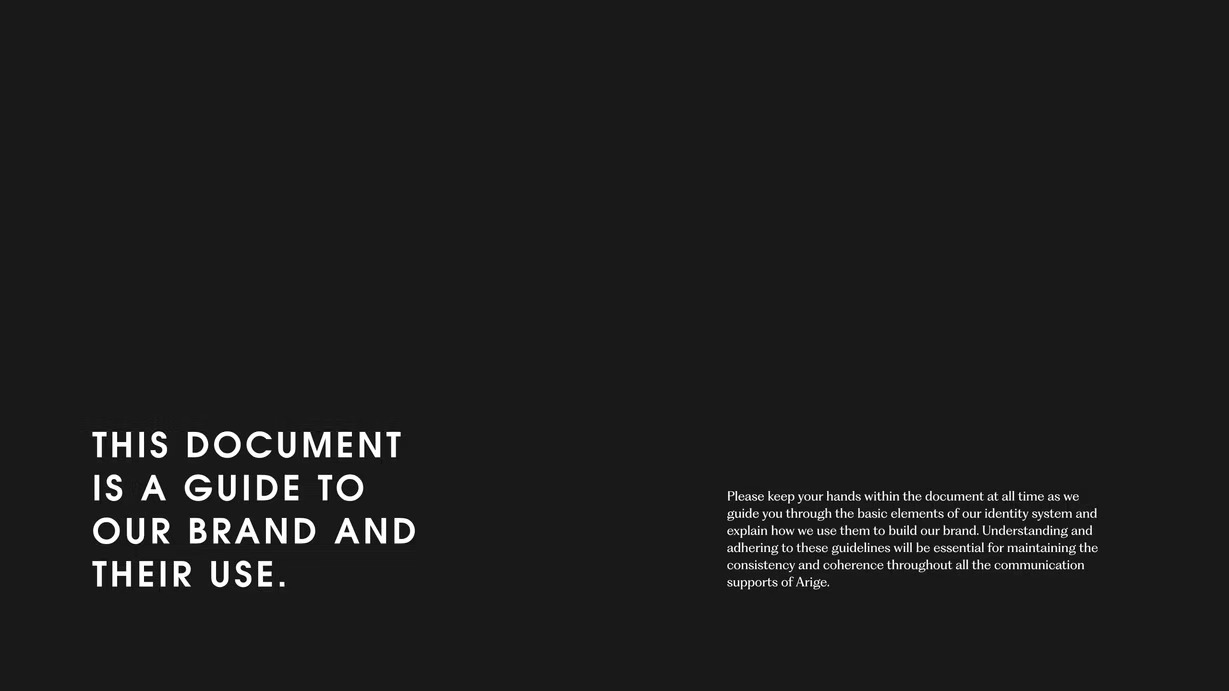 THIS DOCUMENT
IS A GUIDE TO
OUR BRAND AND
THEIR USE.
Please keep your hands within the document at all time as we
guide you through the basic elements of our identity system and
explain how we use them to build our brand. Understanding and
adhering to these guidelines will be essential for maintaining the
consistency and coherence throughout all the communication
supports of Arige.